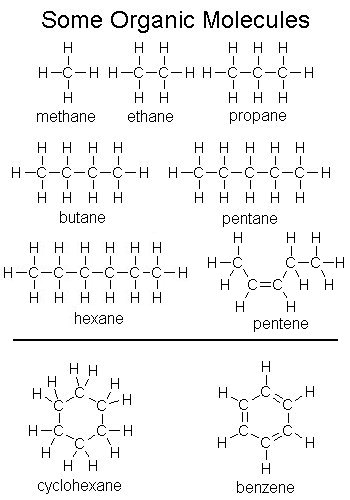 Some Organic Molecules
H H H H H H
H C H H C C H H C C C H
H H H H H H
methane ethane propane
H H H H H H H H H
H C C C C H H C C C C C H
H H H H H H H H H
butane pentane
H H H H H H H H H
H C C C C C C H H C C C H
H H H H H H H C C H H
H H
hexane pentene
H H H
H C H H C H
H C C H C C
H C C H H C C H
H C H C
H H H
cyclohexane benzene